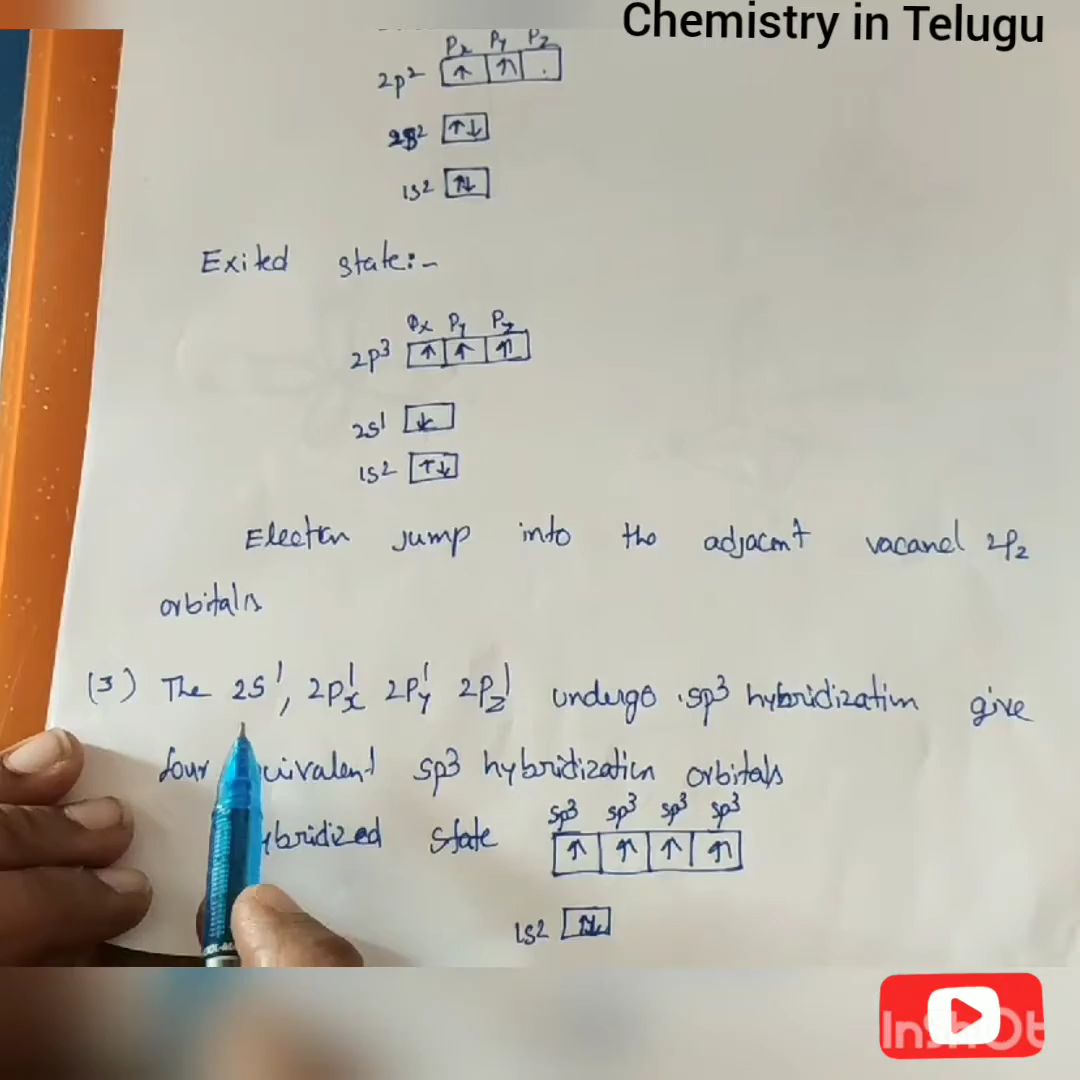 Chemistry in Telugu
Px Py Pz
2p² ↑ ↑
2s² ↑↓
1s² ↑↓
Exited state:-
Px Py Pz
2p³ ↑ ↑ ↑
2s¹ ↓
1s² ↑↓
Electron jump into the adjacent vacanel 2Pz
orbitals
(3) The 2s¹, 2Px¹ 2Py¹ 2Pz¹ undergo sp3 hybridization give
four sp3 hybridization orbitals
sp3 sp3 sp3 sp3
state ↑ ↑ ↑ ↑
1s2 ↑↓
InShOt